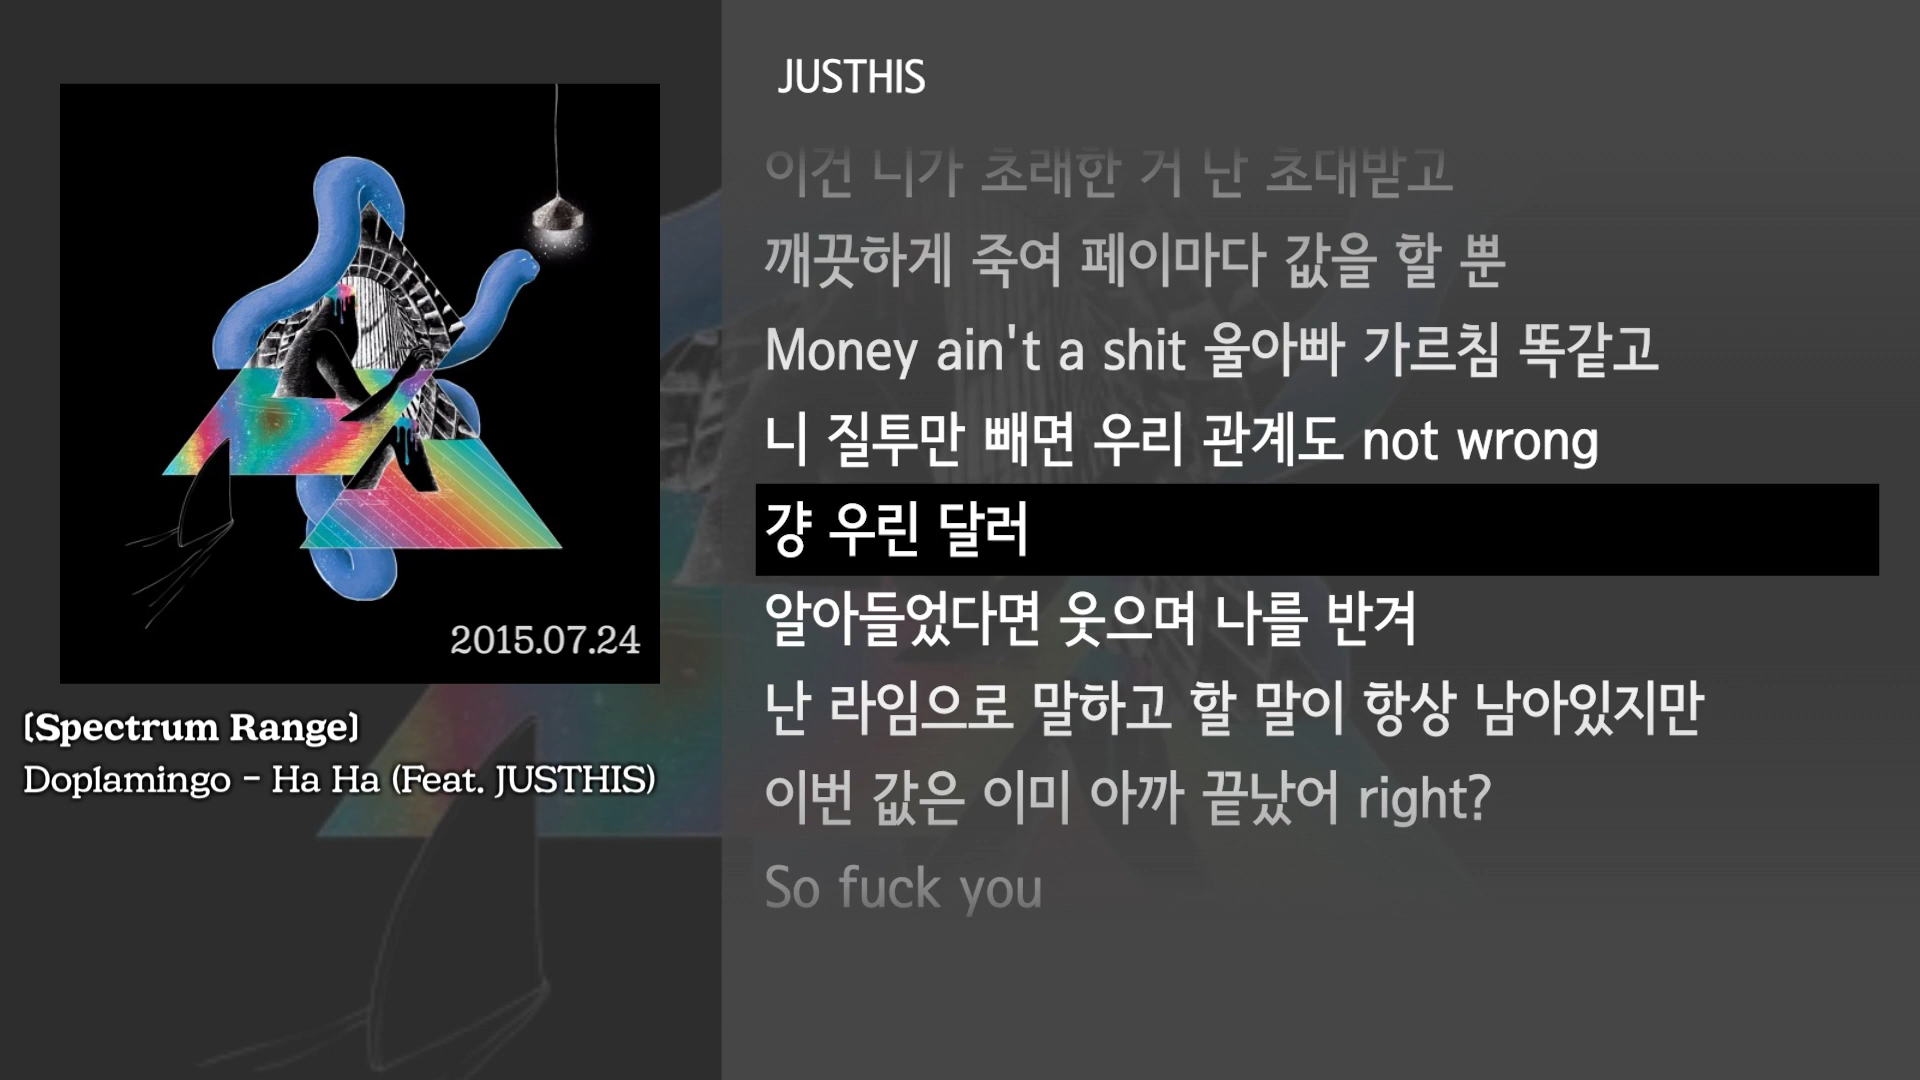 2015.07.24
[Spectrum Range]
Doplamingo - Ha Ha (Feat. JUSTHIS)
JUSTHIS
이건 니가 초래한 거 난 초대받고
깨끗하게 죽여 페이마다 값을 할 뿐
Money ain't a shit 울아빠 가르침 똑같고
니 질투만 빼면 우리 관계도 not wrong
걍 우린 달러
알아들었다면 웃으며 나를 반겨
난 라임으로 말하고 할 말이 항상 남아있지만
이번 값은 이미 아까 끝났어 right?
So fuck you